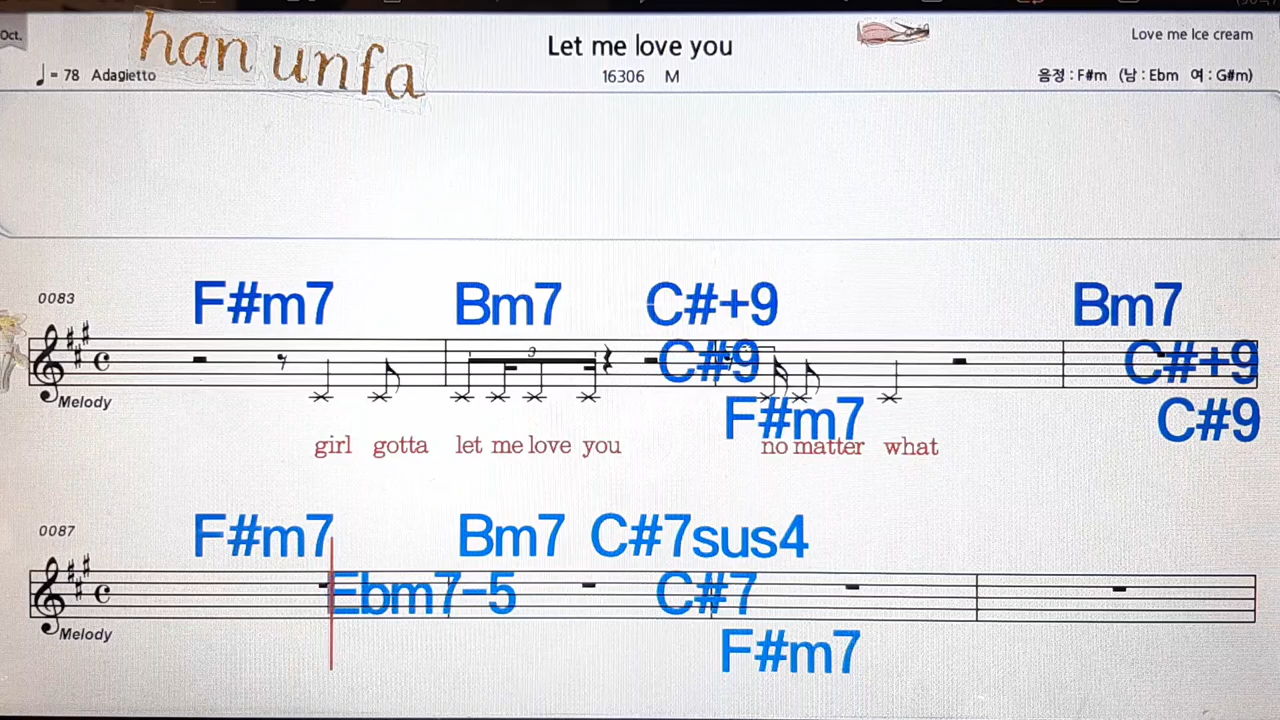 Oct.
han unfa
Let me love you
Love me Ice cream
♩= 78 Adagietto
16306 M
음정 : F#m (남 : Ebm 여 : G#m)
0083
F#m7 Bm7 C#+9 Bm7
C#9 C#+9
F#m7 C#9
3
Melody
girl gotta let me love you no matter what
0087
F#m7 Bm7 C#7sus4
Ebm7-5 C#7
F#m7
Melody